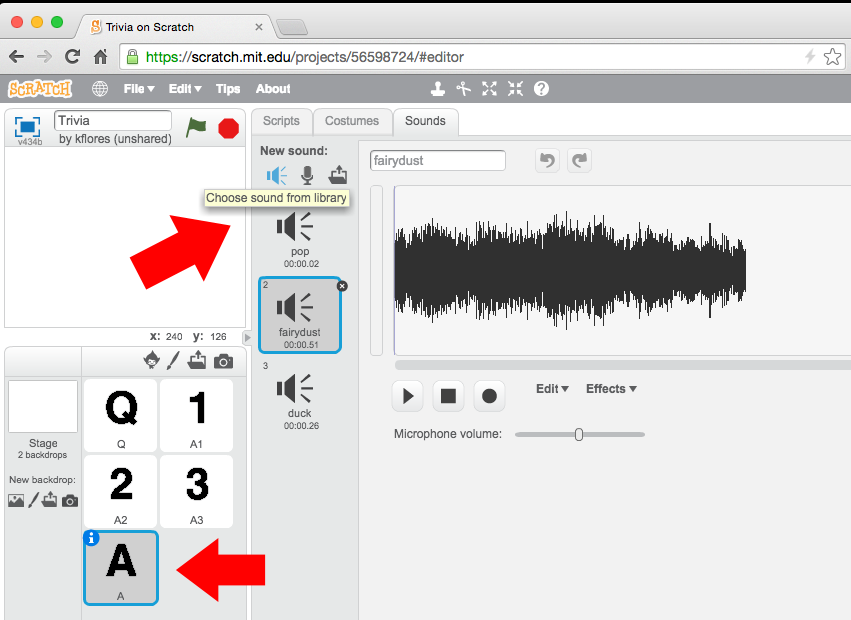 Trivia on Scratch
https://scratch.mit.edu/projects/56598724/#editor
SCRATCH File Edit Tips About
v434b
Trivia
by kflores (unshared)
Scripts Costumes Sounds
New sound:
Choose sound from library
fairydust
pop
00:00.02
2
fairydust
00:00.51
3
duck
00:00.26
Edit Effects
Microphone volume:
x: 240 y: 126
Stage
2 backdrops
New backdrop:
Q
Q
1
A1
2
A2
3
A3
A
A